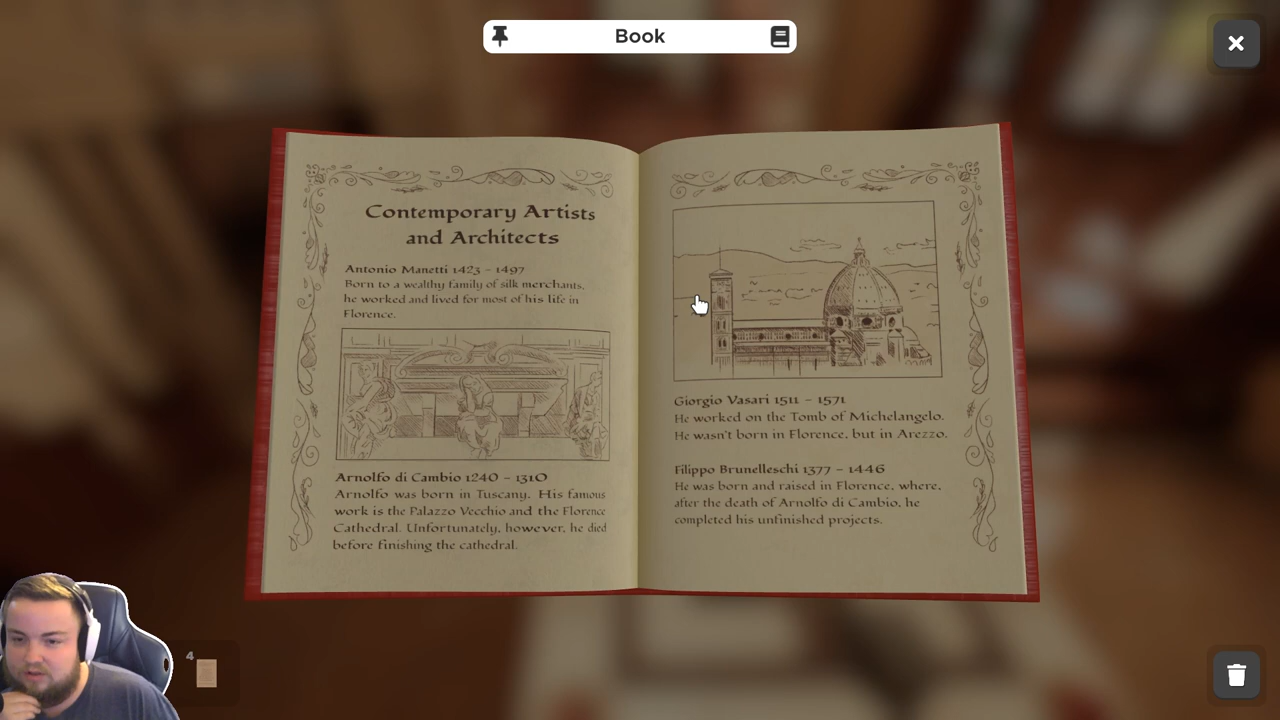 Book
Contemporary Artists
and Architects
Antonio Manetti 1423 - 1497
Born to a wealthy family of silk merchants,
he worked and lived for most of his life in
Florence.
Arnolfo di Cambio 1240 - 1310
Arnolfo was born in Tuscany. His famous
work is the Palazzo Vecchio and the Florence
Cathedral. Unfortunately, however, he died
before finishing the cathedral.
Giorgio Vasari 1511 - 1571
He worked on the Tomb of Michelangelo.
He wasn't born in Florence, but in Arezzo.
Filippo Brunelleschi 1377 - 1446
He was born and raised in Florence, where,
after the death of Arnolfo di Cambio, he
completed his unfinished projects.
4